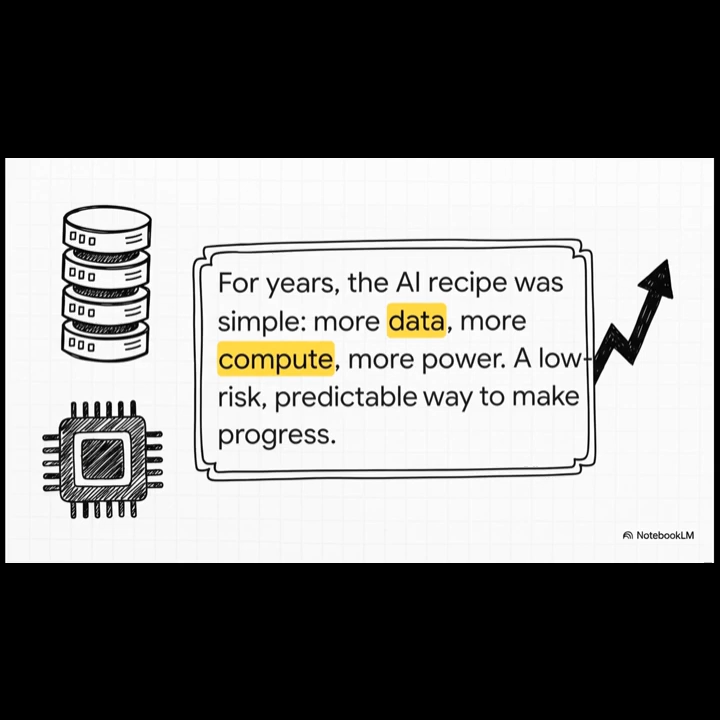 For years, the AI recipe was
simple: more data, more
compute, more power. A low-
risk, predictable way to make
progress.
NotebookLM